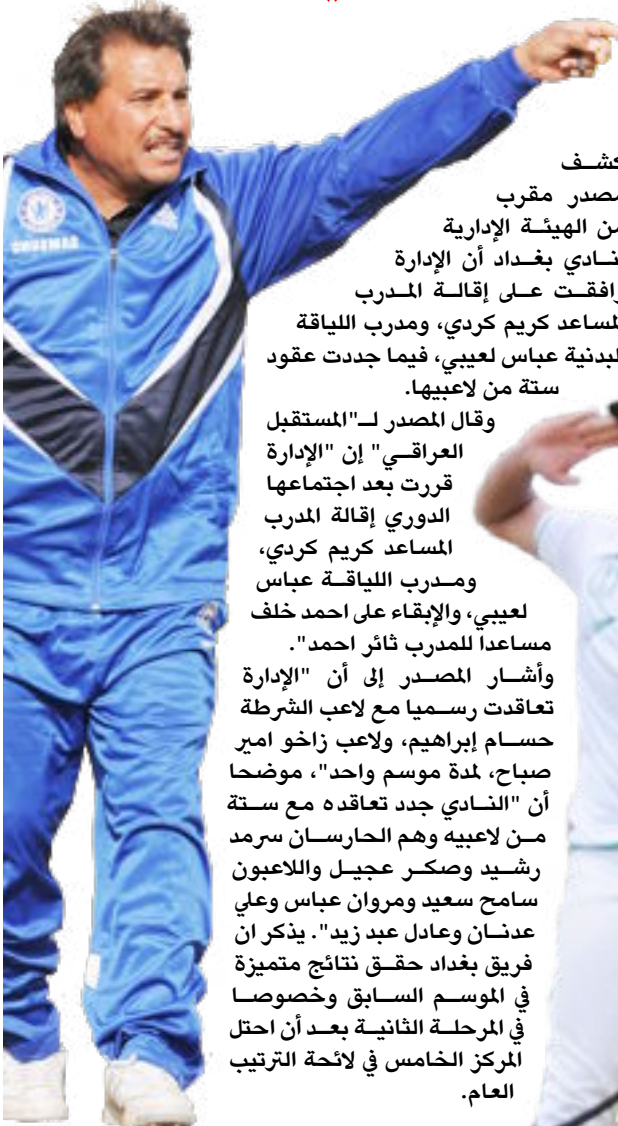 كشف
مصدر مقرب
من الهيئة الإدارية
لنادي بغداد أن الإدارة
وافقت على إقالة المدرب
المساعد كريم كردي، ومدرب اللياقة
البدنية عباس لعيبي، فيما جددت عقود
ستة من لاعبيها.
وقال المصدر لـ"المستقبل
العراقي" إن "الإدارة
قررت بعد اجتماعها
الدوري إقالة المدرب
المساعد كريم كردي،
ومدرب اللياقة عباس
لعيبي، والإبقاء على احمد خلف
مساعدا للمدرب ثائر احمد".
وأشار المصدر إلى أن "الإدارة
تعاقدت رسميا مع لاعب الشرطة
حسام إبراهيم، ولاعب زاخو امير
صباح، لمدة موسم واحد"، موضحا
أن "النادي جدد تعاقده مع ستة
من لاعبيه وهم الحارسان سرمد
رشيد وصكر عجيل واللاعبون
سامح سعيد ومروان عباس وعلي
عدنان وعادل عبد زيد". يذكر ان
فريق بغداد حقق نتائج متميزة
في الموسم السابق وخصوصا
في المرحلة الثانية بعد أن احتل
المركز الخامس في لائحة الترتيب
العام.